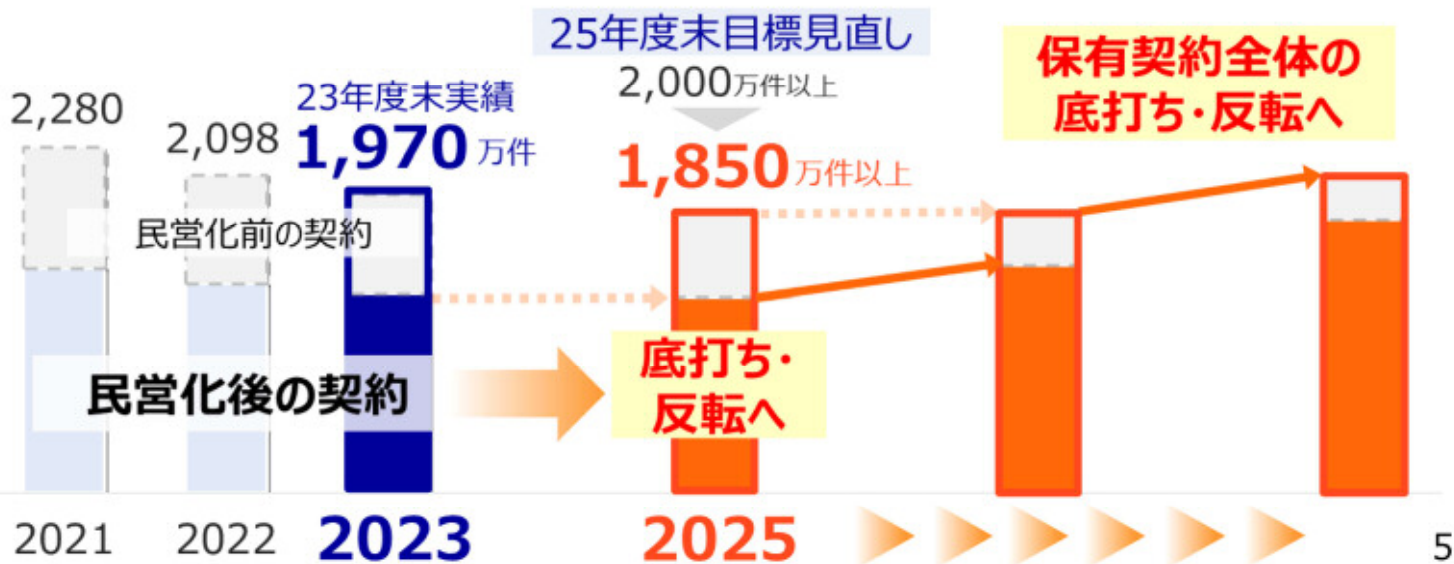 25年度末目標見直し
2,000万件以上
1,850万件以上
保有契約全体の
底打ち・反転へ
2,280
2,098
23年度末実績
1,970万件
民営化前の契約
民営化後の契約
底打ち・
反転へ
2021
2022
2023
2025
5